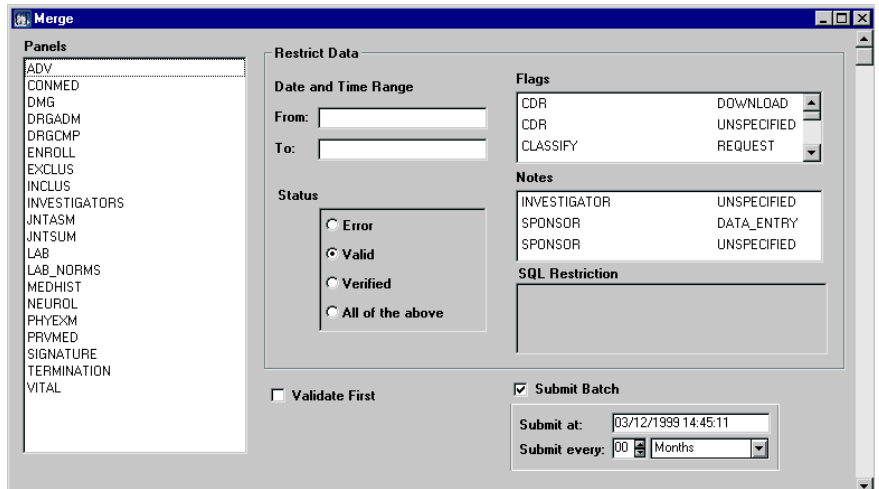 Merge
Panels
ADV
CONMED
DMG
DRGADM
DRGCMP
ENROLL
EXCLUS
INCLUS
INVESTIGATORS
JNTASM
JNTSUM
LAB
LAB_NORMS
MEDHIST
NEUROL
PHYEXM
PRVMED
SIGNATURE
TERMINATION
VITAL
Restrict Data
Date and Time Range
From:
To:
Status
Error
Valid
Verified
All of the above
Flags
CDR DOWNLOAD
CDR UNSPECIFIED
CLASSIFY REQUEST
Notes
INVESTIGATOR UNSPECIFIED
SPONSOR DATA_ENTRY
SPONSOR UNSPECIFIED
SQL Restriction
Validate First
Submit Batch
Submit at: 03/12/1999 14:45:11
Submit every: 00 Months